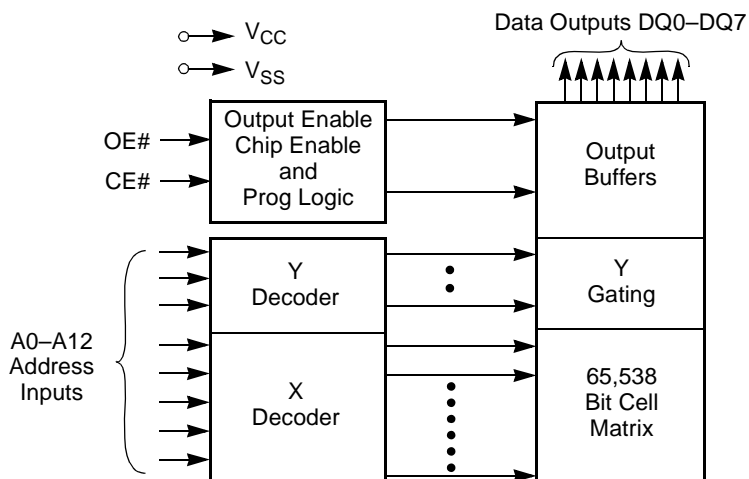 Data Outputs DQ0–DQ7
VCC
VSS
OE#
CE#
Output Enable
Chip Enable
and
Prog Logic
Output
Buffers
Y
Decoder
Y
Gating
A0–A12
Address
Inputs
X
Decoder
65,538
Bit Cell
Matrix